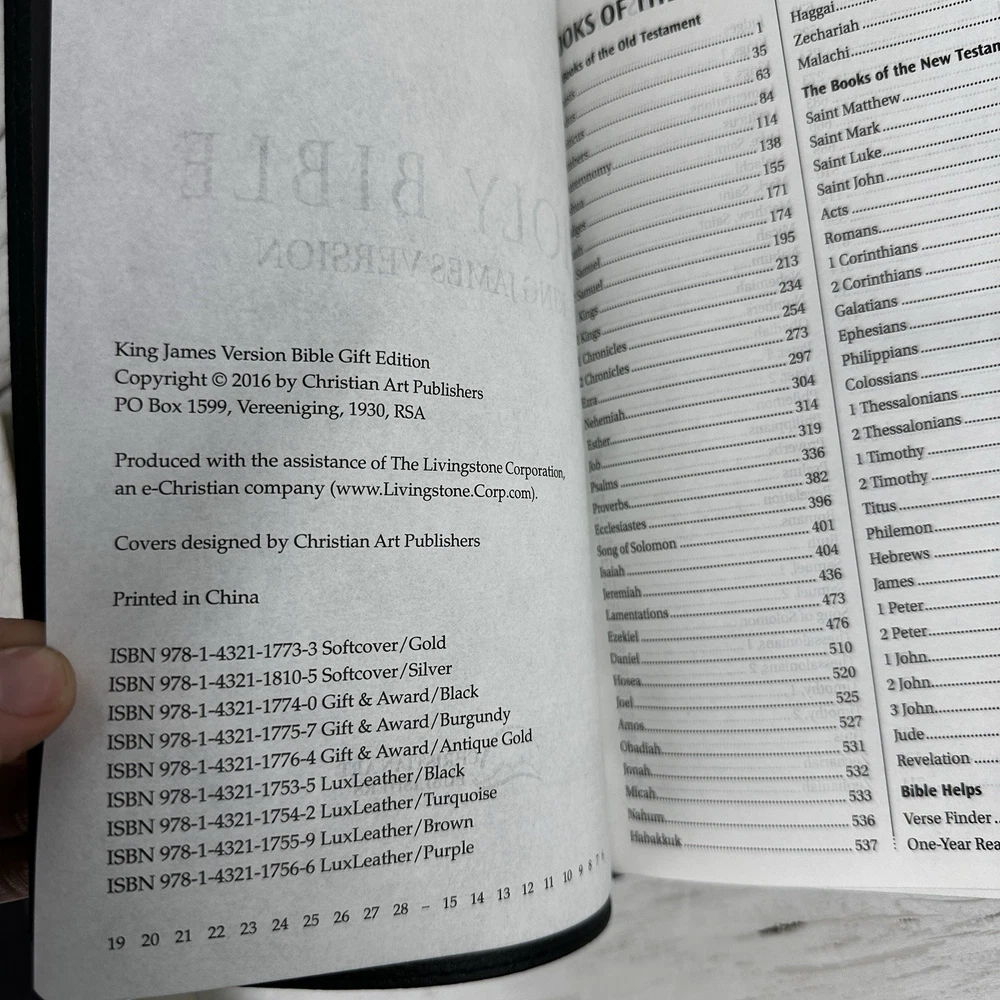 King James Version Bible Gift Edition
Copyright © 2016 by Christian Art Publishers
PO Box 1599, Vereeniging, 1930, RSA
Produced with the assistance of The Livingstone Corporation,
an e-Christian company (www.Livingstone.Corp.com).
Covers designed by Christian Art Publishers
Printed in China
ISBN 978-1-4321-1773-3 Softcover/Gold
ISBN 978-1-4321-1810-5 Softcover/Silver
ISBN 978-1-4321-1774-0 Gift & Award/Black
ISBN 978-1-4321-1775-7 Gift & Award/Burgundy
ISBN 978-1-4321-1776-4 Gift & Award/Antique Gold
ISBN 978-1-4321-1753-5 LuxLeather/Black
ISBN 978-1-4321-1754-2 LuxLeather/Turquoise
ISBN 978-1-4321-1755-9 LuxLeather/Brown
ISBN 978-1-4321-1756-6 LuxLeather/Purple
19 20 21 22 23 24 25 26 27 28 – 15 14 13 12 11 10 9 8 7
OOKS OF
of the Old Testament
1
35
63
84
114
138
155
171
Samuel 174
Samuel 195
Kings 213
Kings 234
Chronicles 254
2 Chronicles 273
Ezra 297
Nehemiah 304
Esther 314
Job 319
Psalms 336
Proverbs 382
Ecclesiastes 396
Song of Solomon 401
Isaiah 404
Jeremiah 436
Lamentations 473
Ezekiel 476
Daniel 510
Hosea 520
Joel 525
Amos 527
Obadiah 531
Jonah 532
Micah 533
Nahum 536
Habakkuk 537
Haggai
Zechariah
Malachi
The Books of the New Testan
Saint Matthew
Saint Mark
Saint Luke
Saint John
Acts
Romans
1 Corinthians
2 Corinthians
Galatians
Ephesians
Philippians
Colossians
1 Thessalonians
2 Thessalonians
1 Timothy
2 Timothy
Titus
Philemon
Hebrews
James
1 Peter
2 Peter
1 John
2 John
3 John
Jude
Revelation
Bible Helps
Verse Finder
One-Year Rea